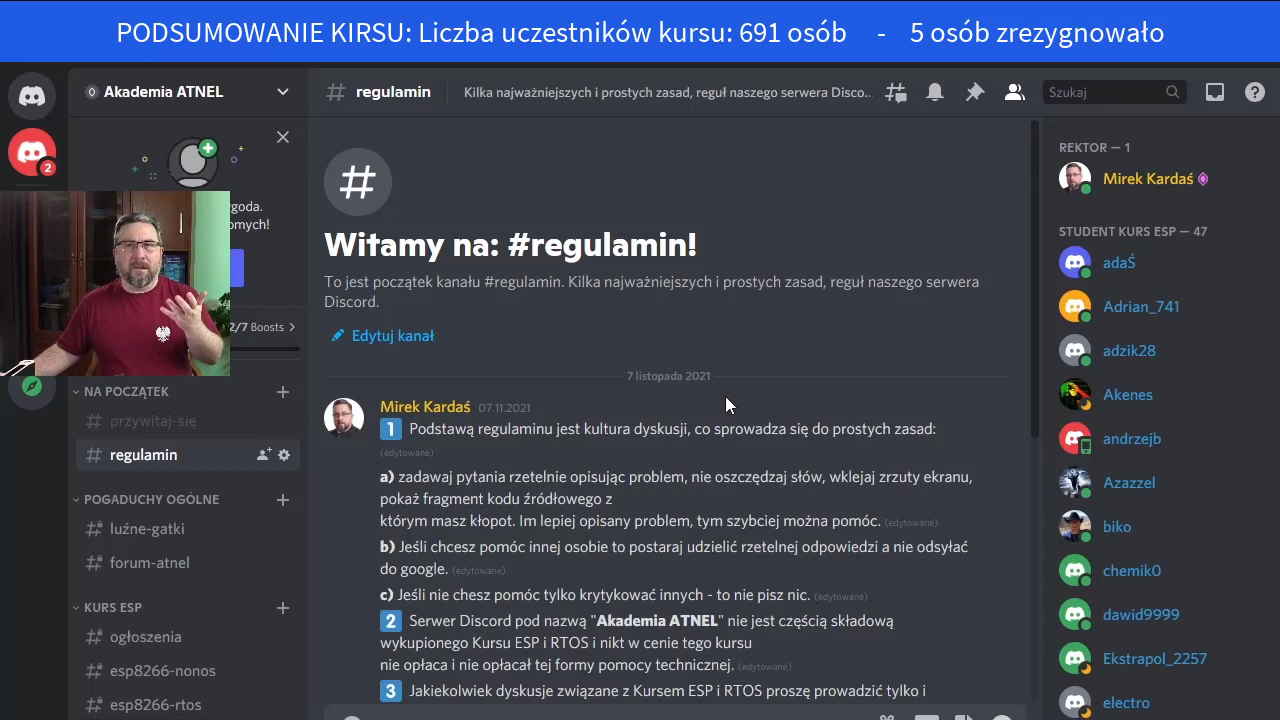 PODSUMOWANIE KIRSU: Liczba uczestników kursu: 691 osób - 5 osób zrezygnowało
Akademia ATNEL
regulamin
Kilka najważniejszych i prostych zasad, reguł naszego serwera Disco...
Szukaj
2
goda.
omych!
2/7 Boosts
NA POCZĄTEK
przywitaj-się
regulamin
POGADUCHY OGÓLNE
luźne-gatki
forum-atnel
KURS ESP
ogłoszenia
esp8266-nonos
esp8266-rtos
Witamy na: #regulamin!
To jest początek kanału #regulamin. Kilka najważniejszych i prostych zasad, reguł naszego serwera
Discord.
Edytuj kanał
7 listopada 2021
Mirek Kardaś 07.11.2021
1 Podstawą regulaminu jest kultura dyskusji, co sprowadza się do prostych zasad:
(edytowane)
a) zadawaj pytania rzetelnie opisując problem, nie oszczędzaj słów, wklejaj zrzuty ekranu,
pokaż fragment kodu źródłowego z
którym masz kłopot. Im lepiej opisany problem, tym szybciej można pomóc. (edytowane)
b) Jeśli chcesz pomóc innej osobie to postaraj udzielić rzetelnej odpowiedzi a nie odsyłać
do google. (edytowane)
c) Jeśli nie chesz pomóc tylko krytykować innych - to nie pisz nic. (edytowane)
2 Serwer Discord pod nazwą "Akademia ATNEL" nie jest częścią składową
wykupionego Kursu ESP i RTOS i nikt w cenie tego kursu
nie opłaca i nie opłacał tej formy pomocy technicznej. (edytowane)
3 Jakiekolwiek dyskusje związane z Kursem ESP i RTOS proszę prowadzić tylko i
REKTOR — 1
Mirek Kardaś
STUDENT KURS ESP — 47
adaŚ
Adrian_741
adzik28
Akenes
andrzejb
Azazzel
biko
chemik0
dawid9999
Ekstrapol_2257
electro